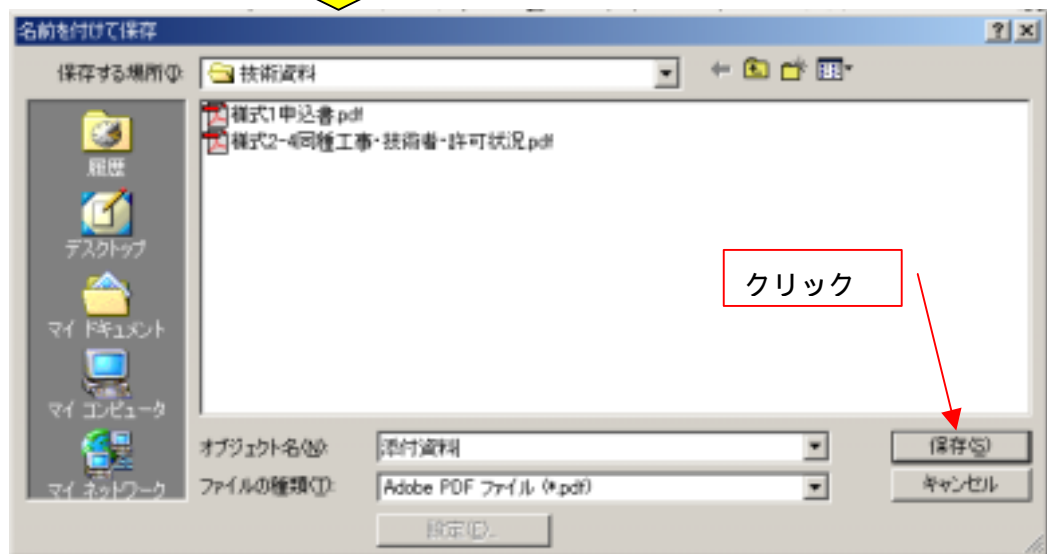 名前を付けて保存
保存する場所(I):
技術資料
様式1申込書.pdf
様式2-4同種工事・技術者・許可状況.pdf
履歴
デスクトップ
クリック
マイ ドキュメント
マイ コンピュータ
マイ ネットワーク
オブジェクト名(N):
添付資料
保存(S)
ファイルの種類(T):
Adobe PDF ファイル (*.pdf)
キャンセル
設定(E)...